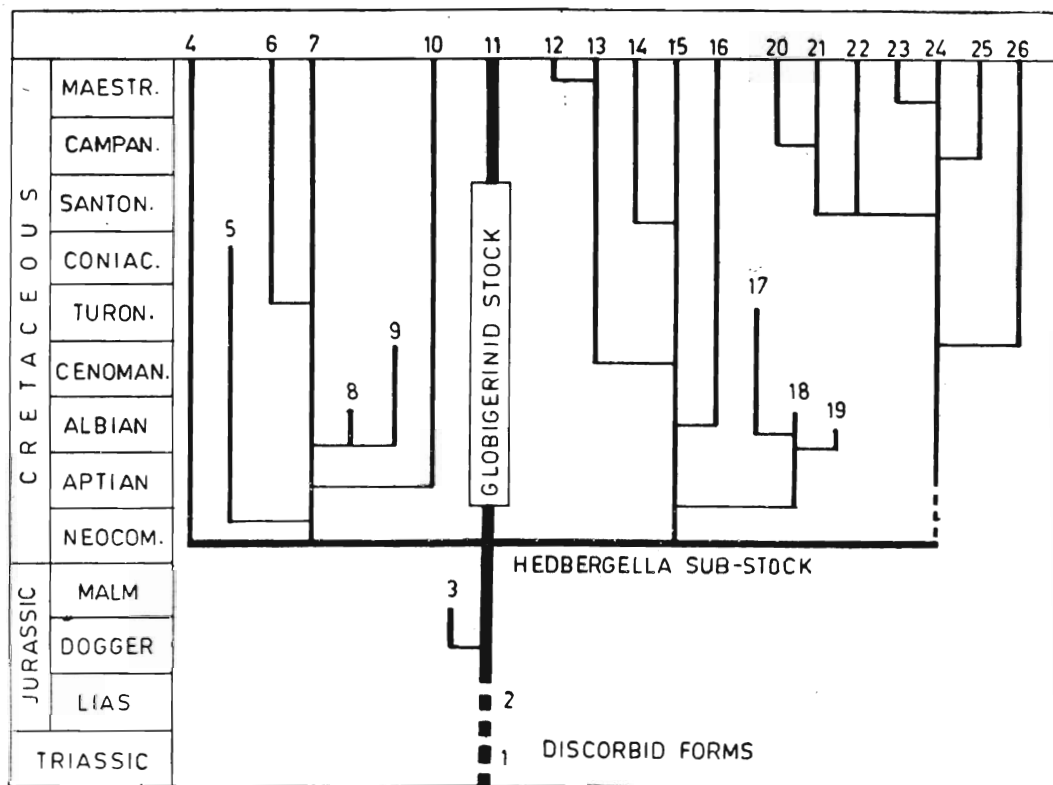 4 6 7 10 11 12 13 14 15 16 20 21 22 23 24 25 26
CRETACEOUS
MAESTR.
CAMPAN.
SANTON.
5
CONIAC.
TURON.
17
9
CENOMAN.
8
18
19
ALBIAN
APTIAN
NEOCOM.
GLOBIGERINID STOCK
HEDBERGELLA SUB-STOCK
JURASSIC
MALM
3
DOGGER
LIAS
2
TRIASSIC
1
DISCORBID FORMS